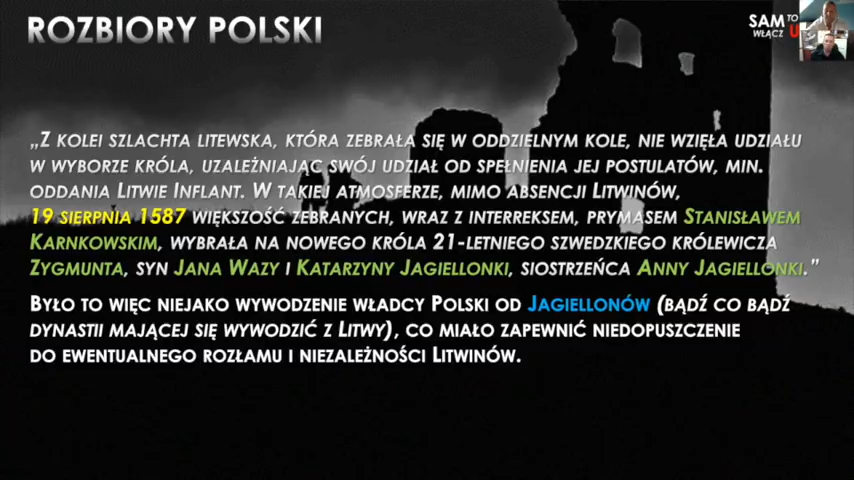 ROZBIORY POLSKI
SAM TO
WŁĄCZ U
„Z KOLEI SZLACHTA LITEWSKA, KTÓRA ZEBRAŁA SIĘ W ODDZIELNYM KOLE, NIE WZIĘŁA UDZIAŁU
W WYBORZE KRÓLA, UZALEŻNIAJĄC SWÓJ UDZIAŁ OD SPEŁNIENIA JEJ POSTULATÓW, MIN.
ODDANIA LITWIE INFLANT. W TAKIEJ ATMOSFERZE, MIMO ABSENCJI LITWINÓW,
19 SIERPNIA 1587 WIĘKSZOŚĆ ZEBRANYCH, WRAZ Z INTERREKSEM, PRYMASEM STANISŁAWEM
KARNKOWSKIM, WYBRAŁA NA NOWEGO KRÓLA 21-LETNIEGO SZWEDZKIEGO KRÓLEWICZA
ZYGMUNTA, SYN JANA WAZY I KATARZYNY JAGIELLONKI, SIOSTRZEŃCA ANNY JAGIELLONKI."
BYŁO TO WIĘC NIEJAKO WYWODZENIE WŁADCY POLSKI OD JAGIELLONÓW (BĄDŹ CO BĄDŹ
DYNASTII MAJĄCEJ SIĘ WYWODZIĆ Z LITWY), CO MIAŁO ZAPEWNIĆ NIEDOPUSZCZENIE
DO EWENTUALNEGO ROZŁAMU I NIEZALEŻNOŚCI LITWINÓW.